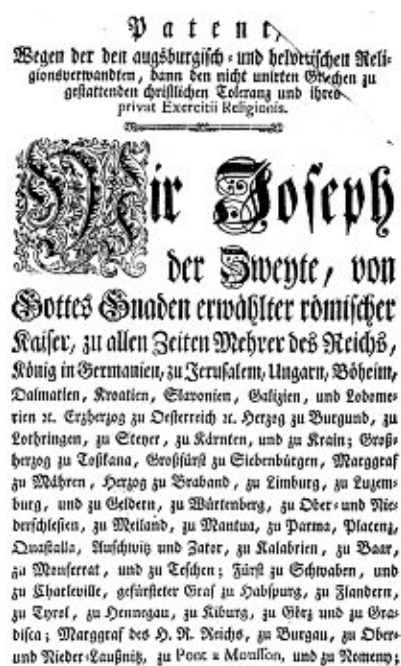 Patent,
Wegen der den augsburgisch- und helvetischen Reli-
gionsverwandten, dann den nicht unirten Griechen zu
gestattenden christlichen Toleranz und ihres
privat Exercitii Religionis.
Wir Joseph
der Zweyte, von
Gottes Gnaden erwählter römischer
Kaiser, zu allen Zeiten Mehrer des Reichs,
König in Germanien, zu Jerusalem, Ungarn, Böheim,
Dalmatien, Kroatien, Slavonien, Galizien, und Lodome-
rien ꝛc. Erzherzog zu Oesterreich ꝛc. Herzog zu Burgund, zu
Lothringen, zu Steyer, zu Kärnten, und zu Krain; Groß-
herzog zu Toskana, Großfürst zu Siebenbürgen, Marggraf
zu Mähren, Herzog zu Braband, zu Limburg, zu Luxem-
burg, und zu Geldern, zu Würtenberg, zu Ober- und Nie-
derschlesien, zu Meiland, zu Mantua, zu Parma, Placenz,
Quastalla, Auschwitz und Zator, zu Kalabrien, zu Baar,
zu Monserrat, und zu Teschen; Fürst zu Schwaben, und
zu Charleville, gefürsteter Graf zu Habspurg, zu Flandern,
zu Tyrol, zu Hennegau, zu Kiburg, zu Görz und zu Gra-
disca; Marggraf des H. R. Reichs, zu Burgau, zu Ober-
und Nieder-Laußnitz, zu Pont a Mousson, und zu Nomeny;